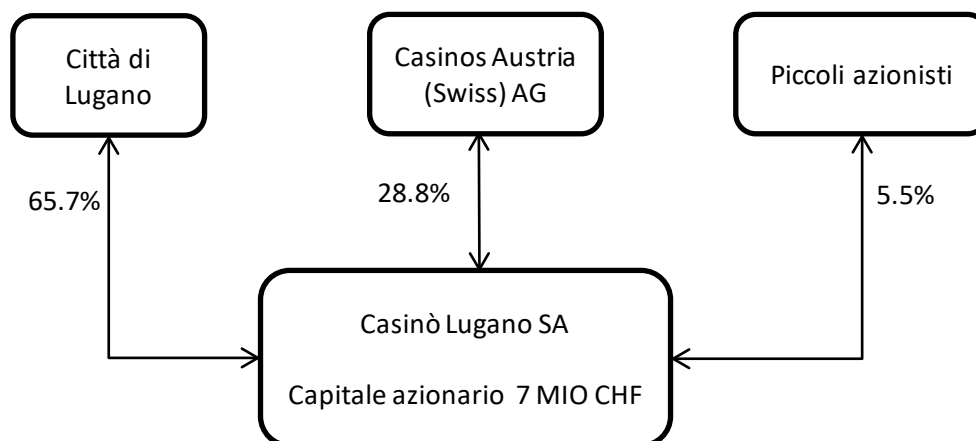 Città di
Lugano
Casinos Austria
(Swiss) AG
Piccoli azionisti
65.7%
28.8%
5.5%
Casinò Lugano SA
Capitale azionario 7 MIO CHF